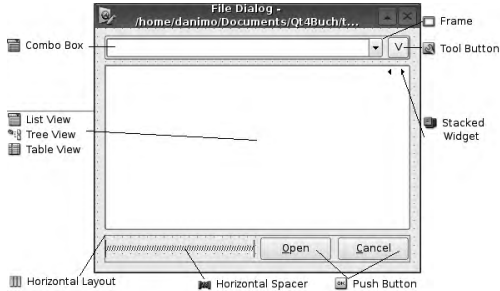 File Dialog -
/home/danimo/Documents/Qt4Buch/t...
Frame
Combo Box
V
Tool Button
List View
Tree View
Table View
Stacked
Widget
Open
Cancel
Horizontal Layout
Horizontal Spacer
OK
Push Button